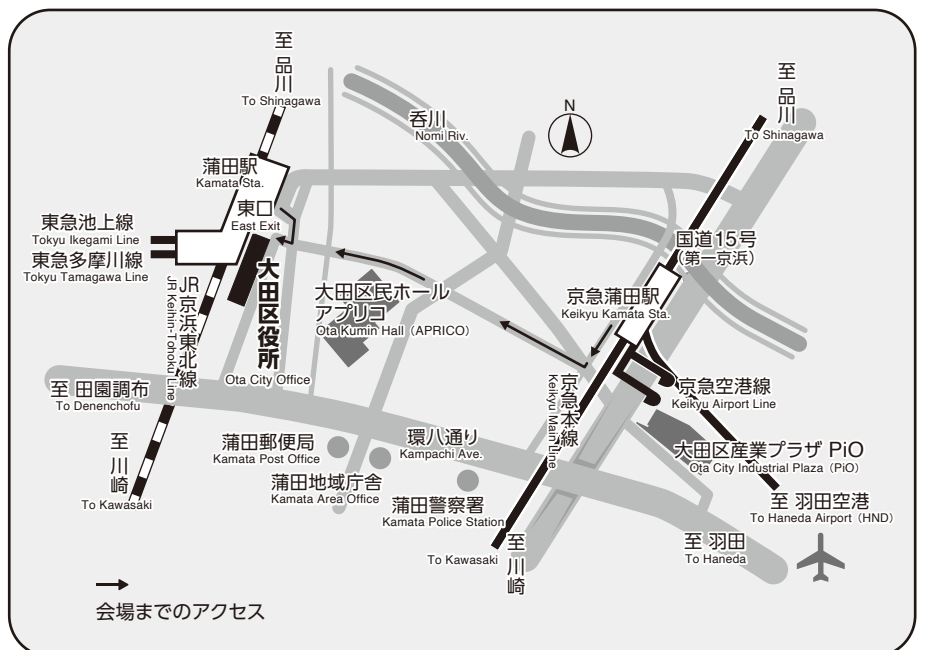 至 品川
To Shinagawa
至 品川
To Shinagawa
N
呑川
Nomi Riv.
蒲田駅
Kamata Sta.
東口
East Exit
東急池上線
Tokyu Ikegami Line
東急多摩川線
Tokyu Tamagawa Line
国道15号
(第一京浜)
大田区役所
Ota City Office
大田区民ホール
アプリコ
Ota Kumin Hall (APRICO)
京急蒲田駅
Keikyu Kamata Sta.
JR京浜東北線
JR Keihin-Tohoku Line
至 田園調布
To Denenchofu
京急本線
Keikyu Main Line
京急空港線
Keikyu Airport Line
至 川崎
To Kawasaki
蒲田郵便局
Kamata Post Office
環八通り
Kampachi Ave.
大田区産業プラザ PiO
Ota City Industrial Plaza (PiO)
蒲田地域庁舎
Kamata Area Office
蒲田警察署
Kamata Police Station
至 羽田空港
To Haneda Airport (HND)
至 川崎
To Kawasaki
至 羽田
To Haneda
会場までのアクセス